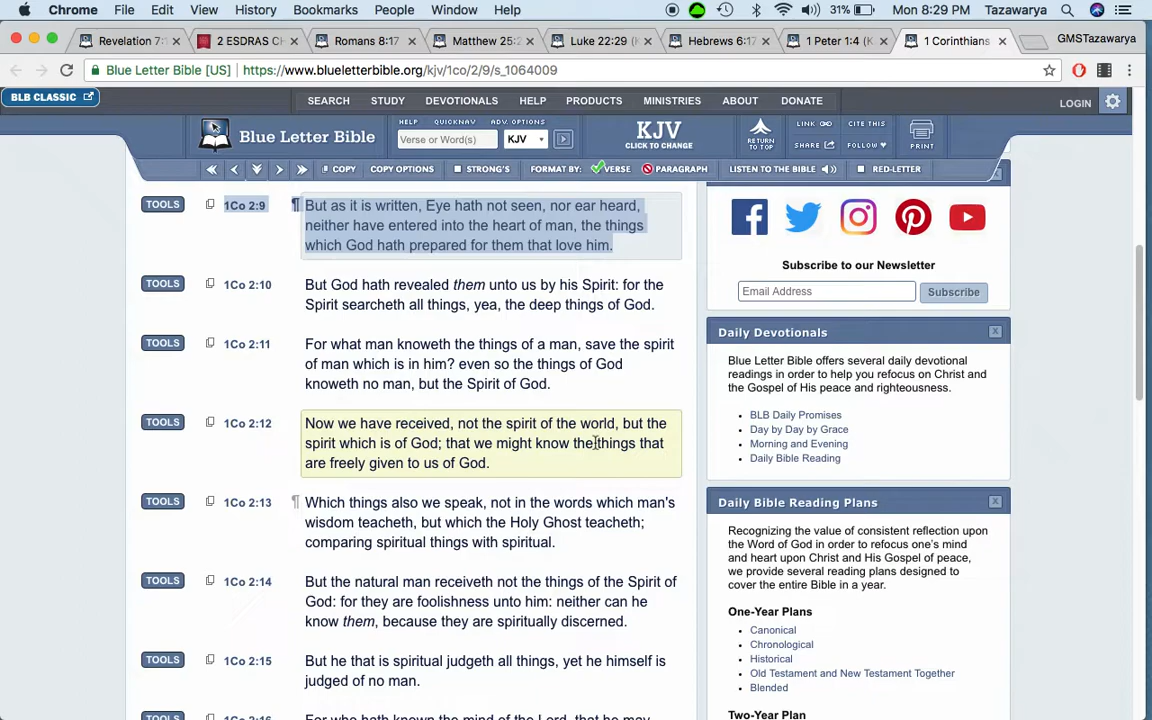 Chrome File Edit View History Bookmarks People Window Help 31% Mon 8:29 PM Tazawarya
Revelation 7:1 2 ESDRAS CH Romans 8:17 Matthew 25:2 Luke 22:29 (K Hebrews 6:17 1 Peter 1:4 (K 1 Corinthians GMSTazawarya
Blue Letter Bible [US] https://www.blueletterbible.org/kjv/1co/2/9/s_1064009
BLB CLASSIC
SEARCH STUDY DEVOTIONALS HELP PRODUCTS MINISTRIES ABOUT DONATE LOGIN
HELP QUICKNAV ADV. OPTIONS
Blue Letter Bible Verse or Word(s) KJV
KJV
CLICK TO CHANGE
RETURN
TO TOP
LINK CITE THIS
SHARE FOLLOW
PRINT
COPY COPY OPTIONS STRONG'S FORMAT BY: VERSE PARAGRAPH LISTEN TO THE BIBLE RED-LETTER
TOOLS 1Co 2:9 ¶ But as it is written, Eye hath not seen, nor ear heard,
neither have entered into the heart of man, the things
which God hath prepared for them that love him.
TOOLS 1Co 2:10 But God hath revealed them unto us by his Spirit: for the
Spirit searcheth all things, yea, the deep things of God.
TOOLS 1Co 2:11 For what man knoweth the things of a man, save the spirit
of man which is in him? even so the things of God
knoweth no man, but the Spirit of God.
TOOLS 1Co 2:12 Now we have received, not the spirit of the world, but the
spirit which is of God; that we might know the things that
are freely given to us of God.
TOOLS 1Co 2:13 ¶ Which things also we speak, not in the words which man's
wisdom teacheth, but which the Holy Ghost teacheth;
comparing spiritual things with spiritual.
TOOLS 1Co 2:14 But the natural man receiveth not the things of the Spirit of
God: for they are foolishness unto him: neither can he
know them, because they are spiritually discerned.
TOOLS 1Co 2:15 But he that is spiritual judgeth all things, yet he himself is
judged of no man.
For who hath known the mind of the Lord, that he may
Subscribe to our Newsletter
Email Address Subscribe
Daily Devotionals
Blue Letter Bible offers several daily devotional
readings in order to help you refocus on Christ and
the Gospel of His peace and righteousness.
BLB Daily Promises
Day by Day by Grace
Morning and Evening
Daily Bible Reading
Daily Bible Reading Plans
Recognizing the value of consistent reflection upon
the Word of God in order to refocus one's mind
and heart upon Christ and His Gospel of peace,
we provide several reading plans designed to
cover the entire Bible in a year.
One-Year Plans
Canonical
Chronological
Historical
Old Testament and New Testament Together
Blended
Two-Year Plan